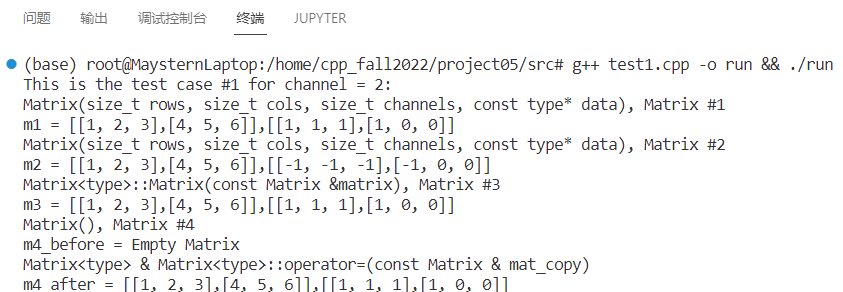 问题 输出 调试控制台 终端 JUPYTER
(base) root@MaysternLaptop:/home/cpp_fall2022/project05/src# g++ test1.cpp -o run && ./run
This is the test case #1 for channel = 2:
Matrix(size_t rows, size_t cols, size_t channels, const type* data), Matrix #1
m1 = [[1, 2, 3],[4, 5, 6]],[[1, 1, 1],[1, 0, 0]]
Matrix(size_t rows, size_t cols, size_t channels, const type* data), Matrix #2
m2 = [[1, 2, 3],[4, 5, 6]],[[-1, -1, -1],[-1, 0, 0]]
Matrix<type>::Matrix(const Matrix &matrix), Matrix #3
m3 = [[1, 2, 3],[4, 5, 6]],[[1, 1, 1],[1, 0, 0]]
Matrix(), Matrix #4
m4_before = Empty Matrix
Matrix<type> & Matrix<type>::operator=(const Matrix & mat_copy)
m4 after = [[1, 2, 3],[4, 5, 6]],[[1, 1, 1],[1, 0, 0]]